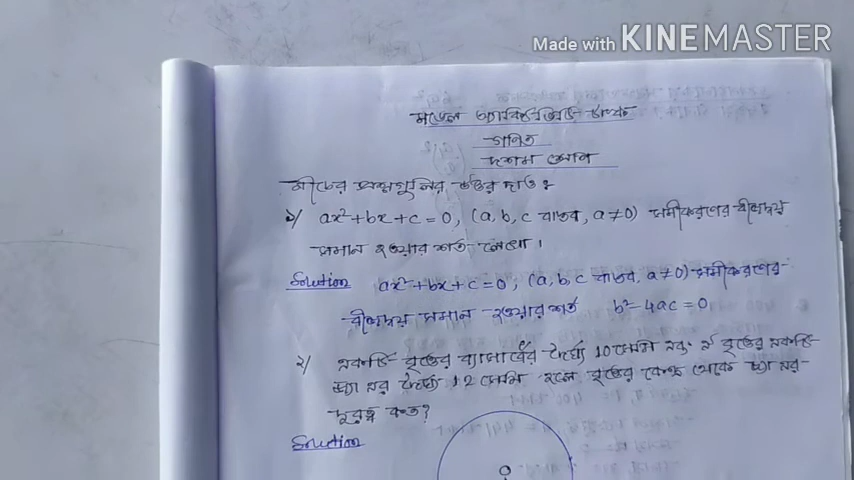 Made with KINEMASTER
মডেল অ্যাকটিভিটি টাস্ক
গণিত
দশম শ্রেণি
নীচের প্রশ্নগুলির উত্তর দাও :
১) ax²+bx+c=0, (a, b, c বাস্তব, a≠0) সমীকরণের বীজদ্বয়
সমান হওয়ার শর্ত লেখো।
Solution ax²+bx+c=0, (a, b, c বাস্তব, a≠0) সমীকরণের
বীজদ্বয় সমান হওয়ার শর্ত b²-4ac=0
২) একটি বৃত্তের ব্যাসার্ধের দৈর্ঘ্য 10 সেমি এবং ঐ বৃত্তের একটি
জ্যা এর দৈর্ঘ্য 12 সেমি হলে বৃত্তের কেন্দ্র থেকে জ্যা এর
দূরত্ব কত?
Solution
O